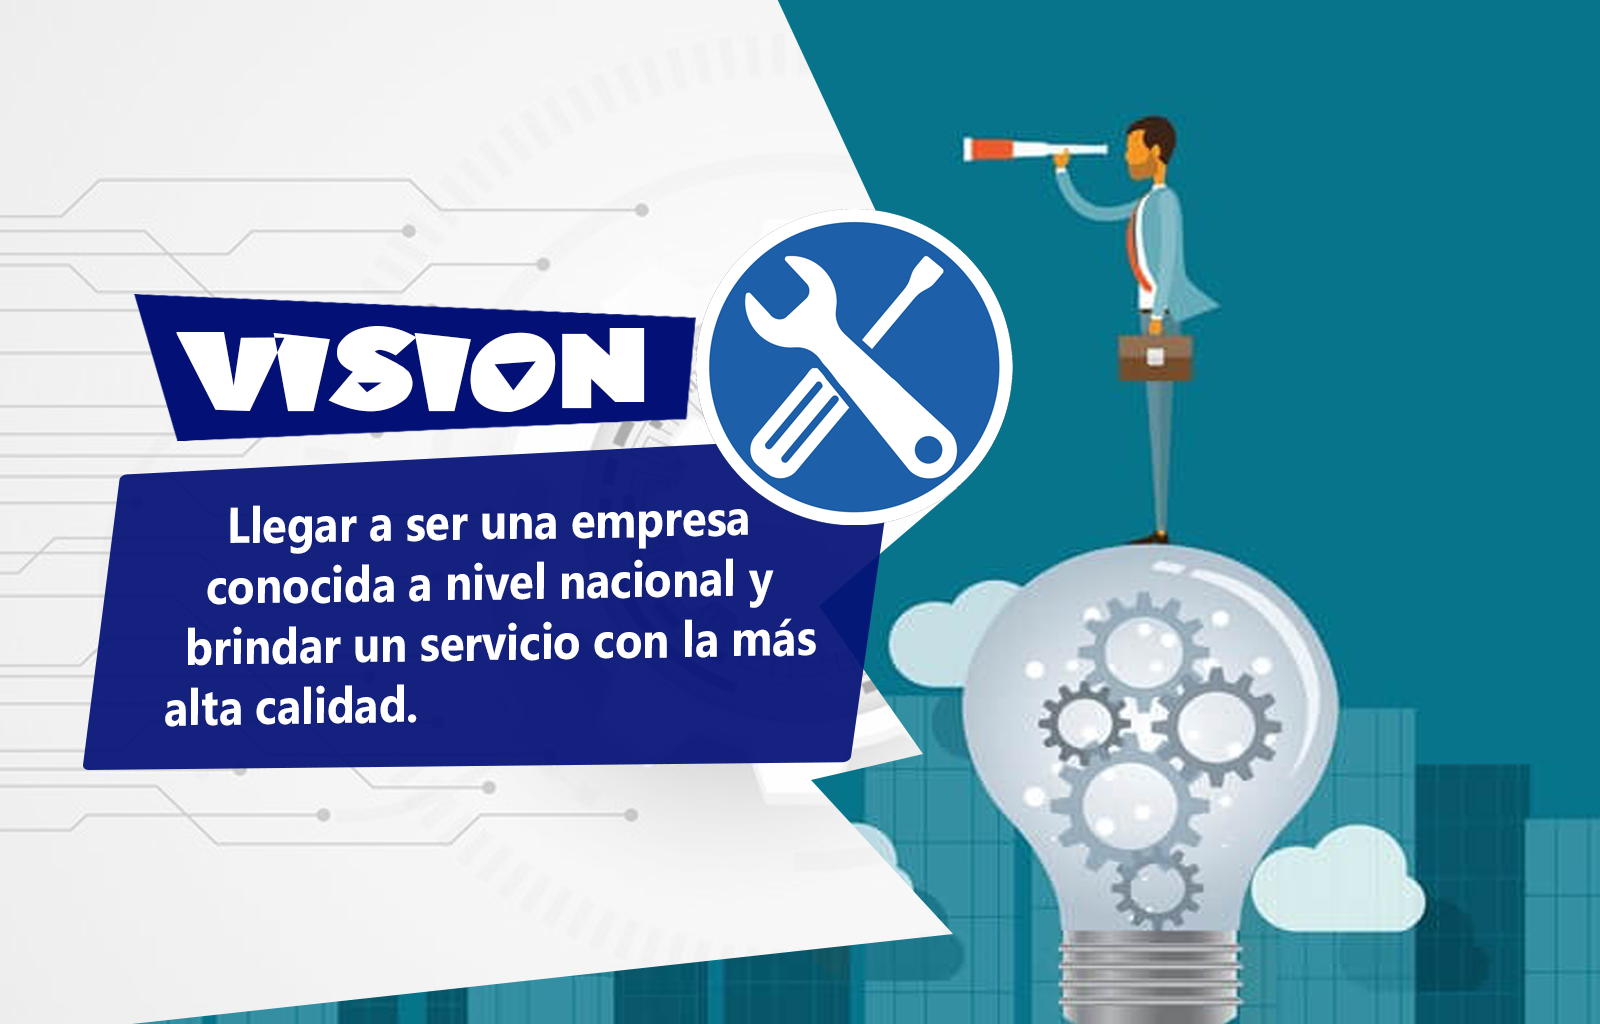 VISION
Llegar a ser una empresa
conocida a nivel nacional y
brindar un servicio con la más
alta calidad.